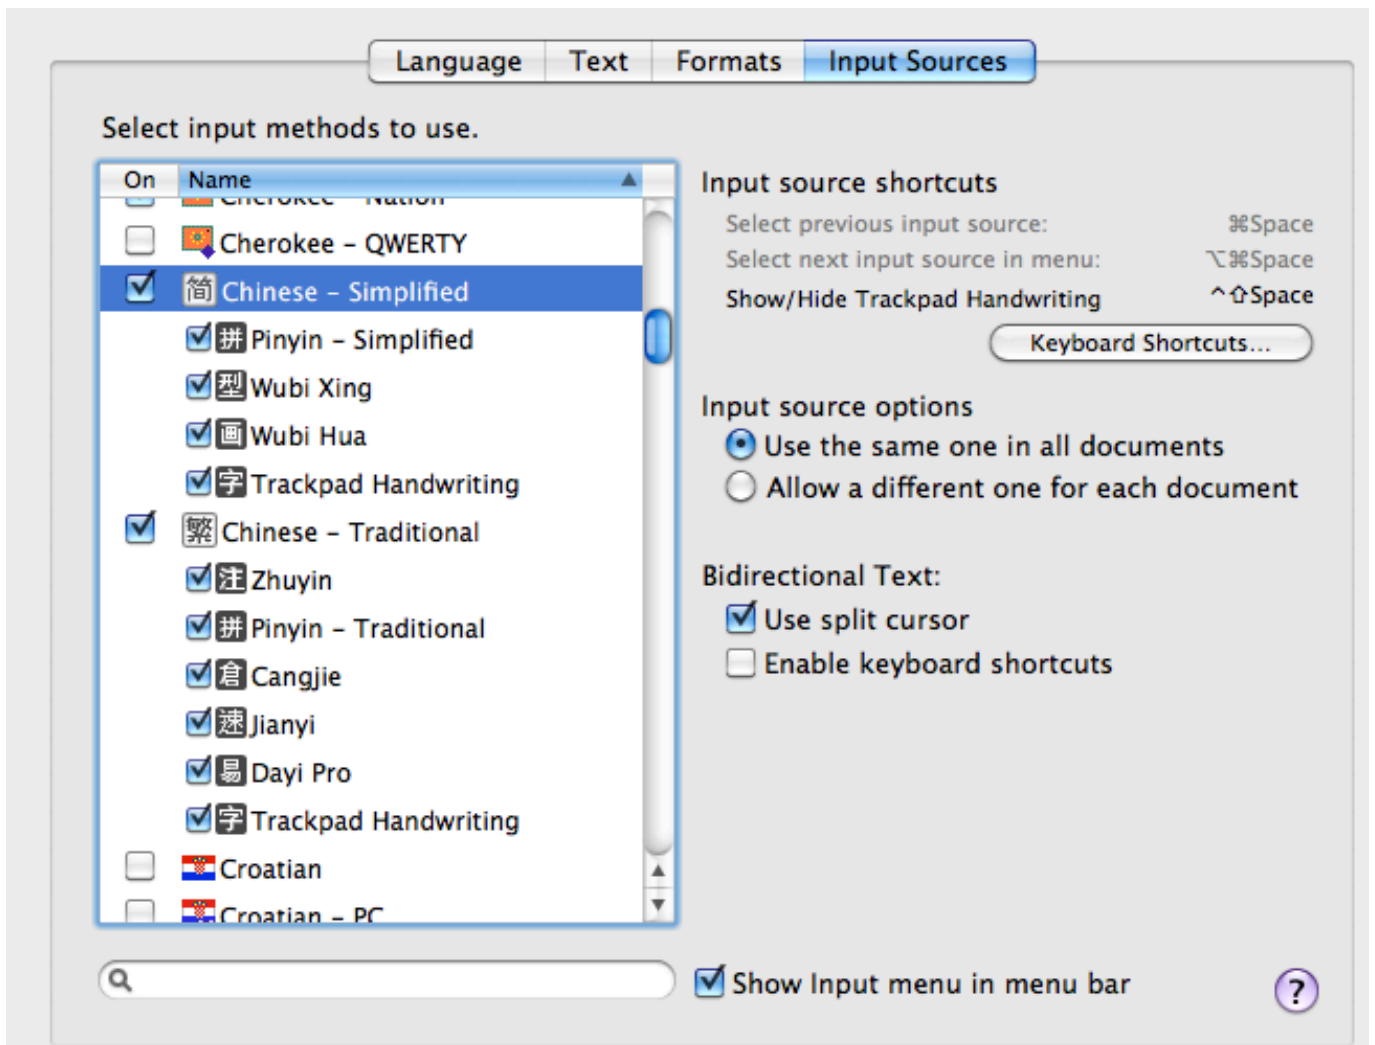 Language Text Formats Input Sources
Select input methods to use.
On Name
Cherokee – Nation
Cherokee – QWERTY
简 Chinese – Simplified
拼 Pinyin – Simplified
型 Wubi Xing
画 Wubi Hua
字 Trackpad Handwriting
繁 Chinese – Traditional
注 Zhuyin
拼 Pinyin – Traditional
倉 Cangjie
速 Jianyi
易 Dayi Pro
字 Trackpad Handwriting
Croatian
Croatian – PC
Input source shortcuts
Select previous input source: ⌘Space
Select next input source in menu: ⌥⌘Space
Show/Hide Trackpad Handwriting ^⇧Space
Keyboard Shortcuts...
Input source options
Use the same one in all documents
Allow a different one for each document
Bidirectional Text:
Use split cursor
Enable keyboard shortcuts
Show Input menu in menu bar
?